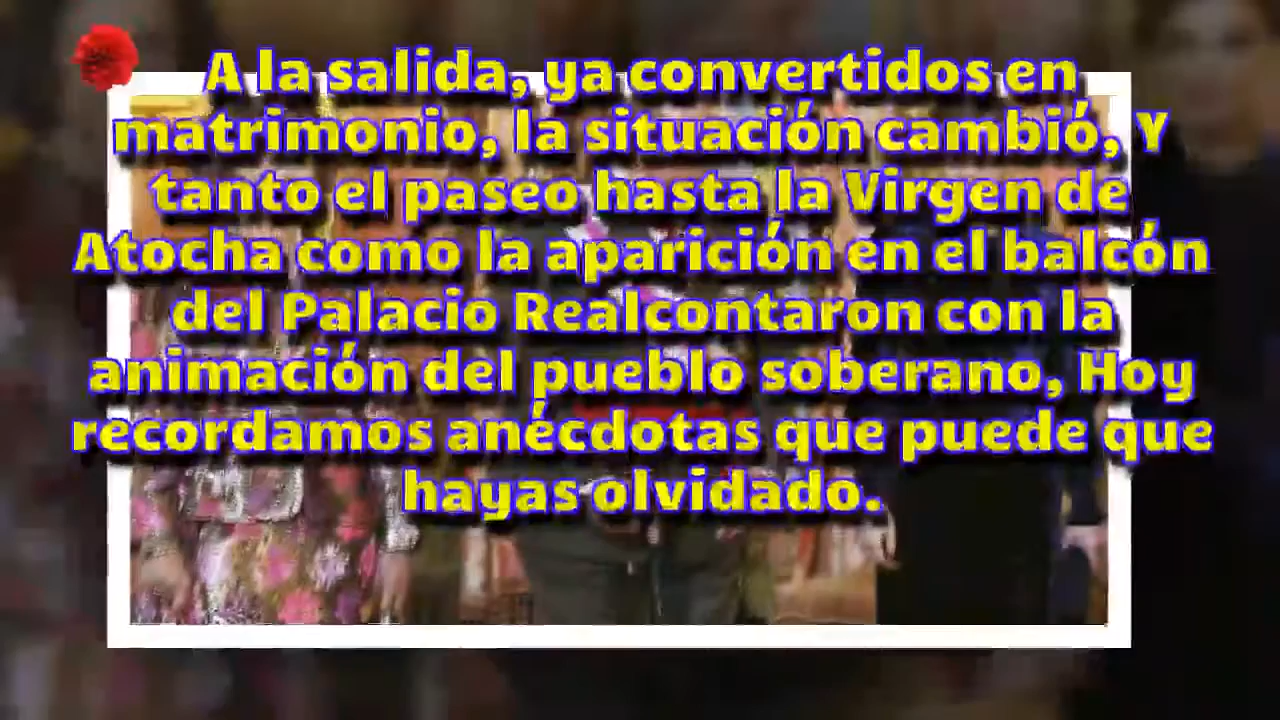 A la salida, ya convertidos en
matrimonio, la situación cambió, Y
tanto el paseo hasta la Virgen de
Atocha como la aparición en el balcón
del Palacio Realcontaron con la
animación del pueblo soberano, Hoy
recordamos anécdotas que puede que
hayas olvidado.